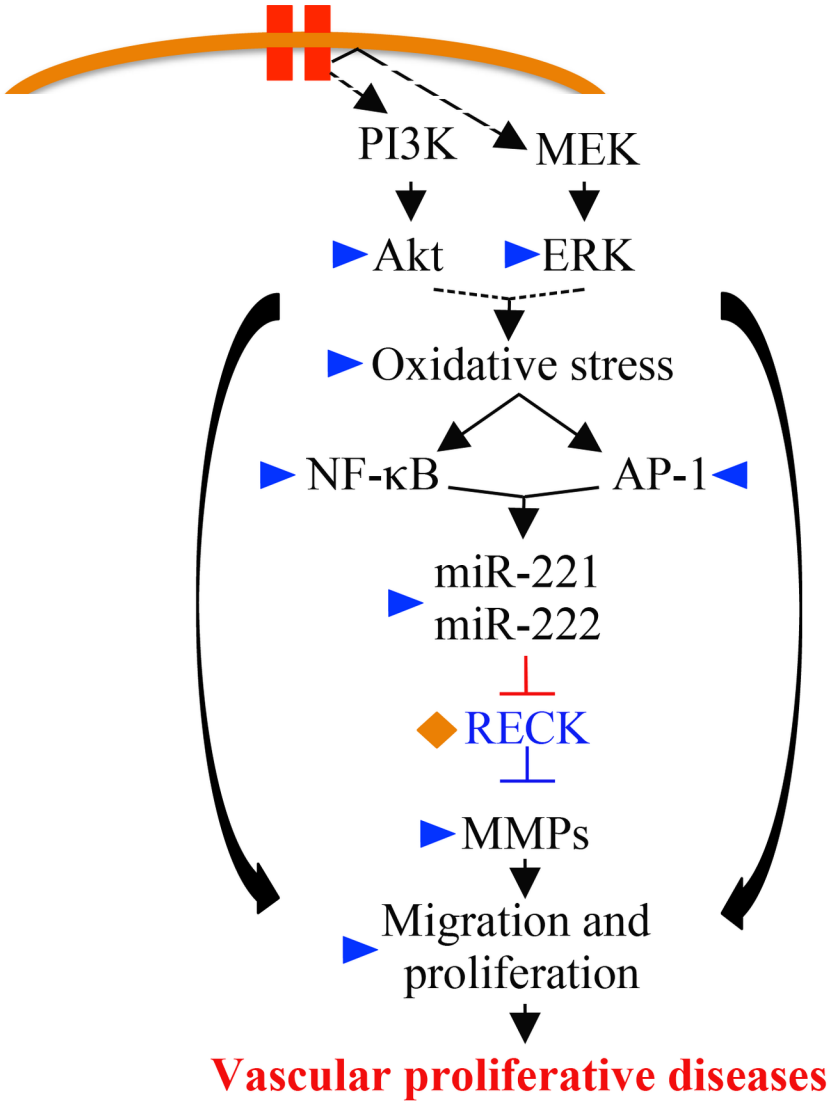 PI3K MEK
Akt ERK
Oxidative stress
NF-κB AP-1
miR-221
miR-222
RECK
MMPs
Migration and
proliferation
Vascular proliferative diseases